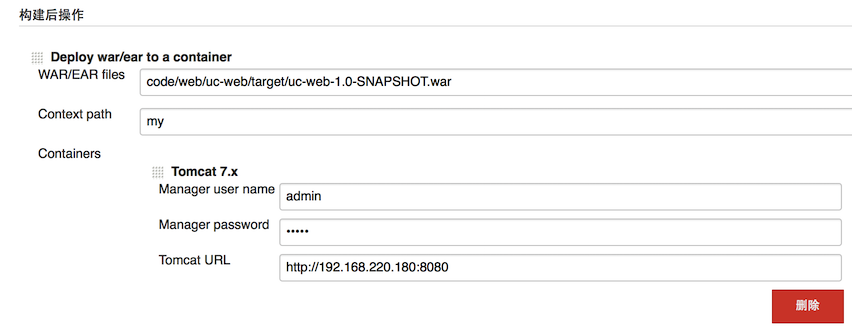 构建后操作
Deploy war/ear to a container
WAR/EAR files code/web/uc-web/target/uc-web-1.0-SNAPSHOT.war
Context path my
Containers
Tomcat 7.x
Manager user name admin
Manager password •••••
Tomcat URL http://192.168.220.180:8080
删除